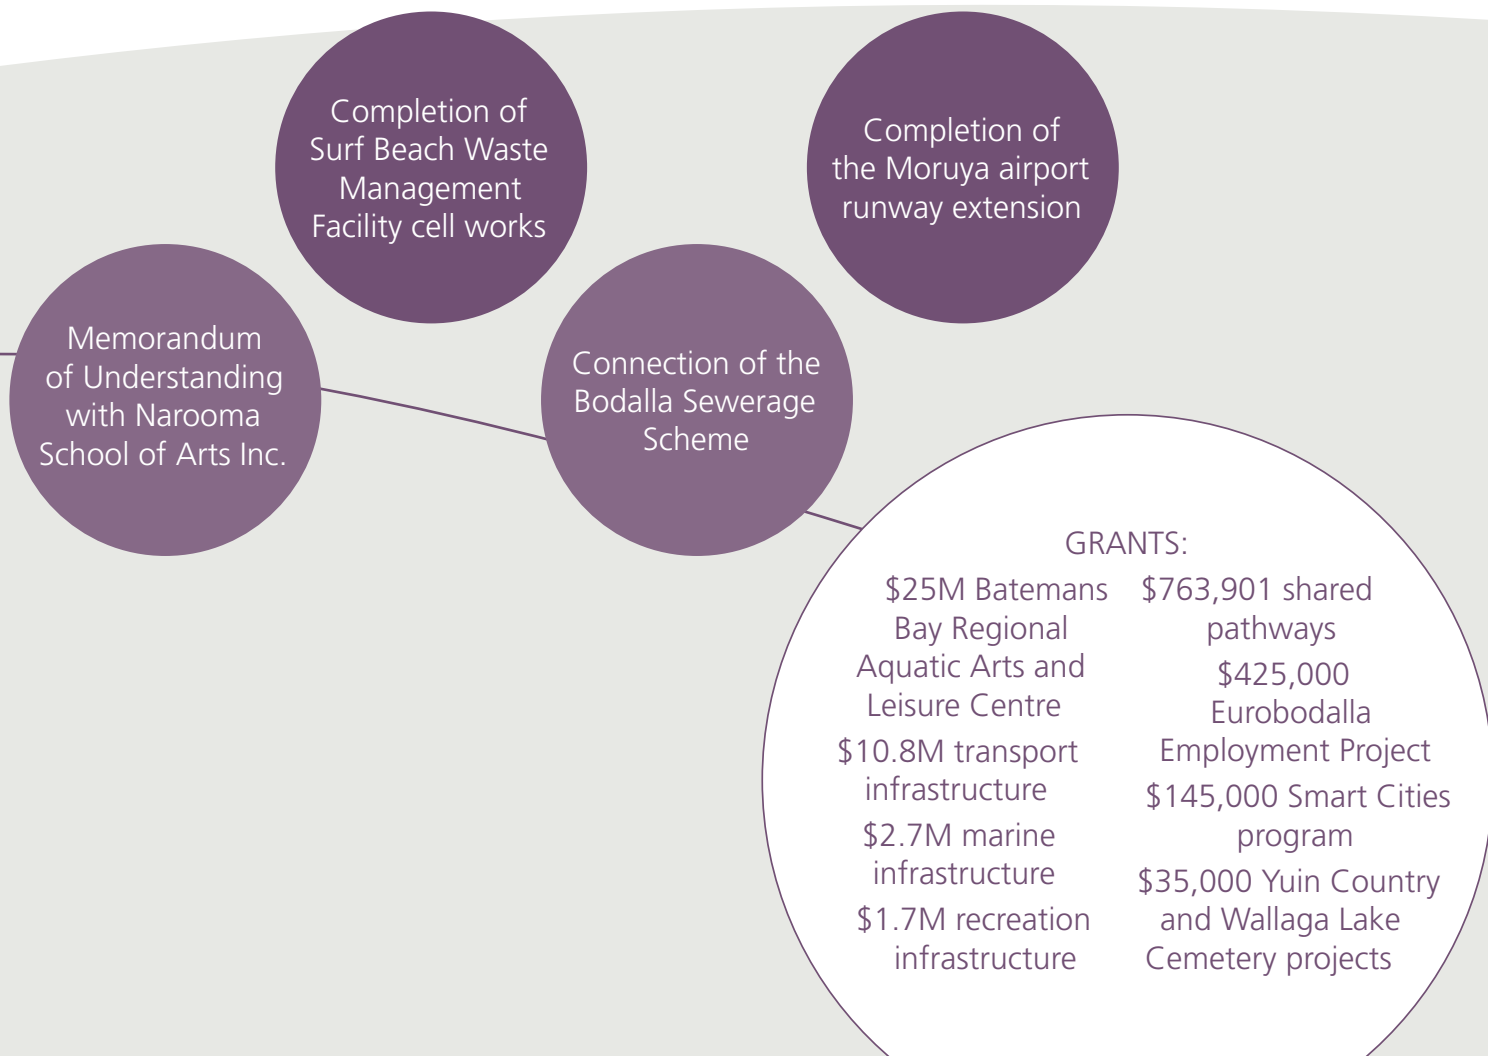 Completion of
Surf Beach Waste
Management
Facility cell works
Completion of
the Moruya airport
runway extension
Memorandum
of Understanding
with Narooma
School of Arts Inc.
Connection of the
Bodalla Sewerage
Scheme
GRANTS:
$25M Batemans
Bay Regional
Aquatic Arts and
Leisure Centre
$10.8M transport
infrastructure
$2.7M marine
infrastructure
$1.7M recreation
infrastructure
$763,901 shared
pathways
$425,000
Eurobodalla
Employment Project
$145,000 Smart Cities
program
$35,000 Yuin Country
and Wallaga Lake
Cemetery projects